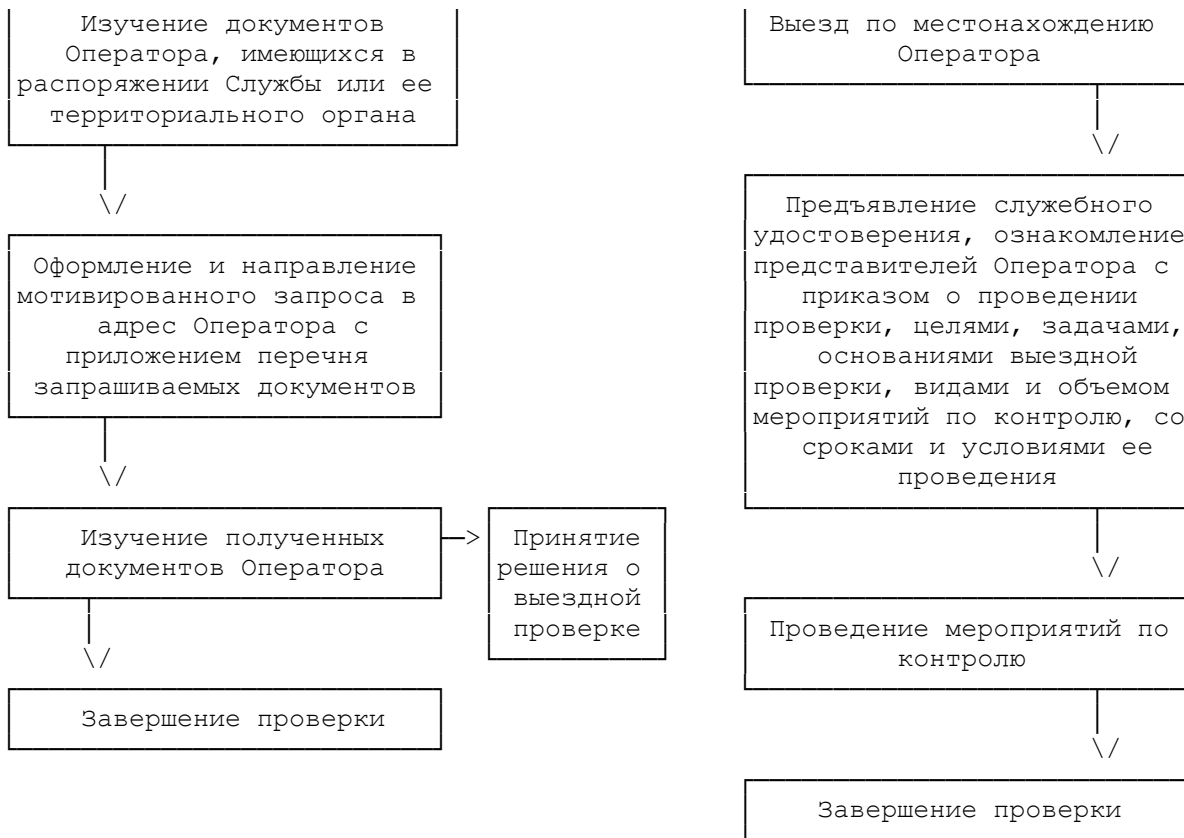 Изучение документов
Оператора, имеющихся в
распоряжении Службы или ее
территориального органа
Оформление и направление
мотивированного запроса в
адрес Оператора с
приложением перечня
запрашиваемых документов
Изучение полученных
документов Оператора
Принятие
решения о
выездной
проверке
Завершение проверки
Выезд по местонахождению
Оператора
Предъявление служебного
удостоверения, ознакомление
представителей Оператора с
приказом о проведении
проверки, целями, задачами,
основаниями выездной
проверки, видами и объемом
мероприятий по контролю, со
сроками и условиями ее
проведения
Проведение мероприятий по
контролю
Завершение проверки